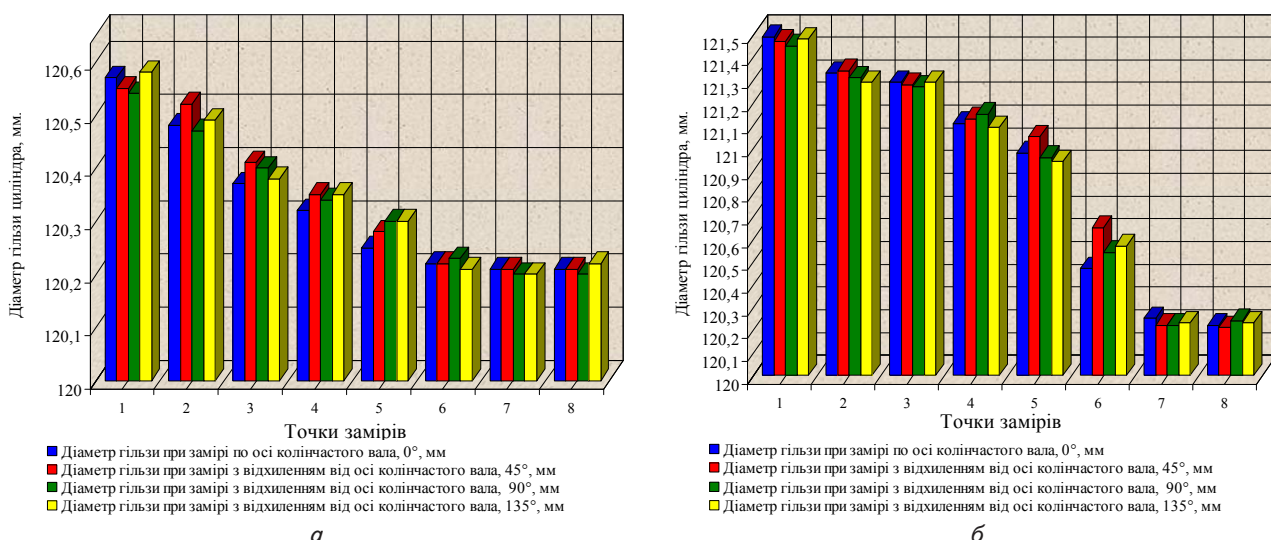 Діаметр гільзи циліндра, мм.
120,6
120,5
120,4
120,3
120,2
120,1
120
1 2 3 4 5 6 7 8
Точки замірів
Діаметр гільзи при замірі по осі колінчастого вала, 0°, мм
Діаметр гільзи при замірі з відхиленням від осі колінчастого вала, 45°, мм
Діаметр гільзи при замірі з відхиленням від осі колінчастого вала, 90°, мм
Діаметр гільзи при замірі з відхиленням від осі колінчастого вала, 135°, мм
а
Діаметр гільзи циліндра, мм.
121,5
121,4
121,3
121,2
121,1
121
120,9
120,8
120,7
120,6
120,5
120,4
120,3
120,2
120,1
120
1 2 3 4 5 6 7 8
Точки замірів
Діаметр гільзи при замірі по осі колінчастого вала, 0°, мм
Діаметр гільзи при замірі з відхиленням від осі колінчастого вала, 45°, мм
Діаметр гільзи при замірі з відхиленням від осі колінчастого вала, 90°, мм
Діаметр гільзи при замірі з відхиленням від осі колінчастого вала, 135°, мм
б